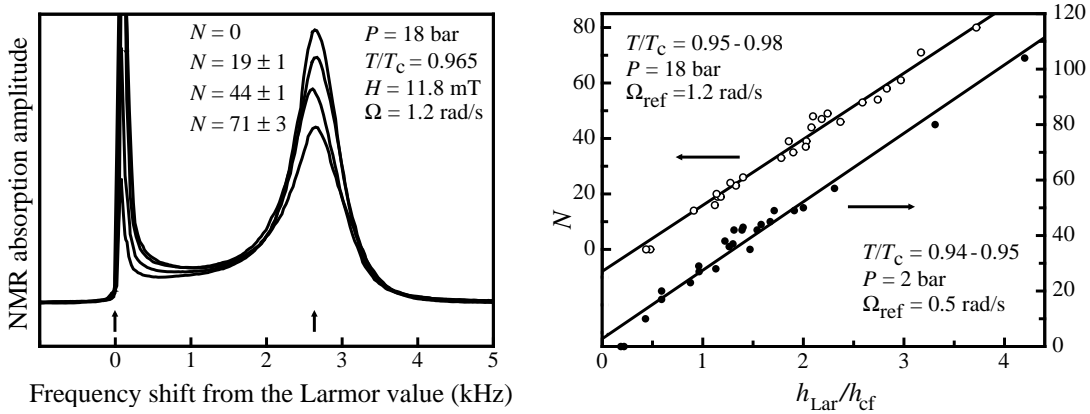 NMR absorption amplitude
N = 0
N = 19 ± 1
N = 44 ± 1
N = 71 ± 3
P = 18 bar
T/Tc = 0.965
H = 11.8 mT
Ω = 1.2 rad/s
0 1 2 3 4 5
Frequency shift from the Larmor value (kHz)
N
80
60
40
20
0
T/Tc = 0.95-0.98
P = 18 bar
Ωref =1.2 rad/s
T/Tc = 0.94-0.95
P = 2 bar
Ωref = 0.5 rad/s
120
100
80
60
40
20
0
0 1 2 3 4
hLar/hcf